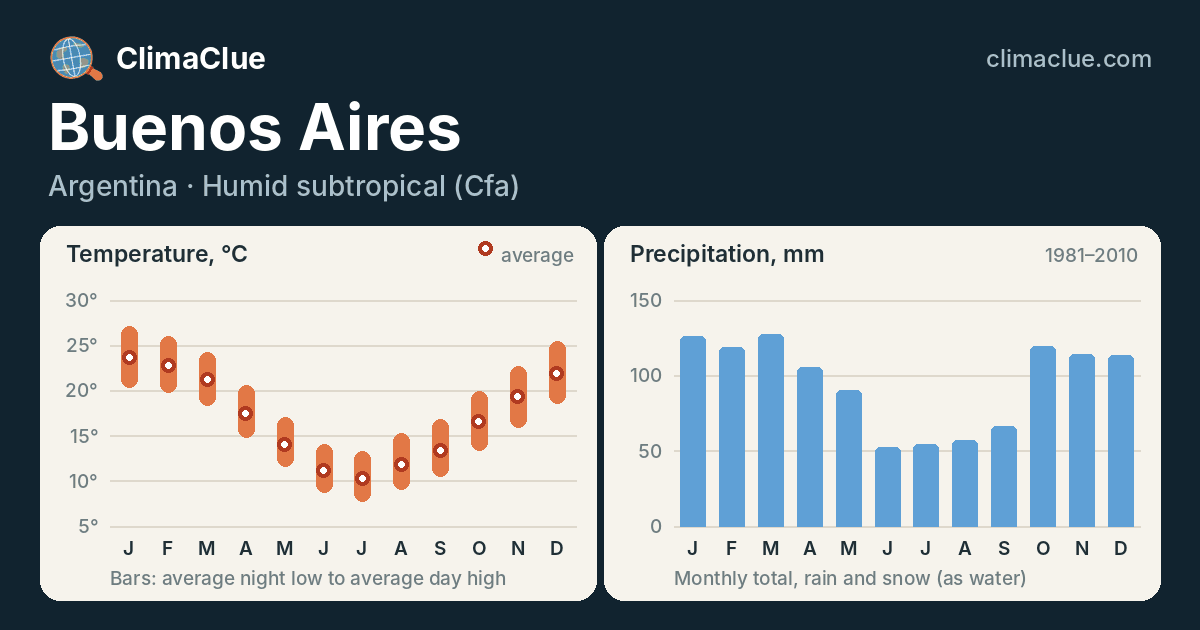 ClimaClue
climaclue.com
Buenos Aires
Argentina · Humid subtropical (Cfa)
Temperature, °C
average
30°
25°
20°
15°
10°
5°
J F M A M J J A S O N D
Bars: average night low to average day high
Precipitation, mm
1981–2010
150
100
50
0
J F M A M J J A S O N D
Monthly total, rain and snow (as water)